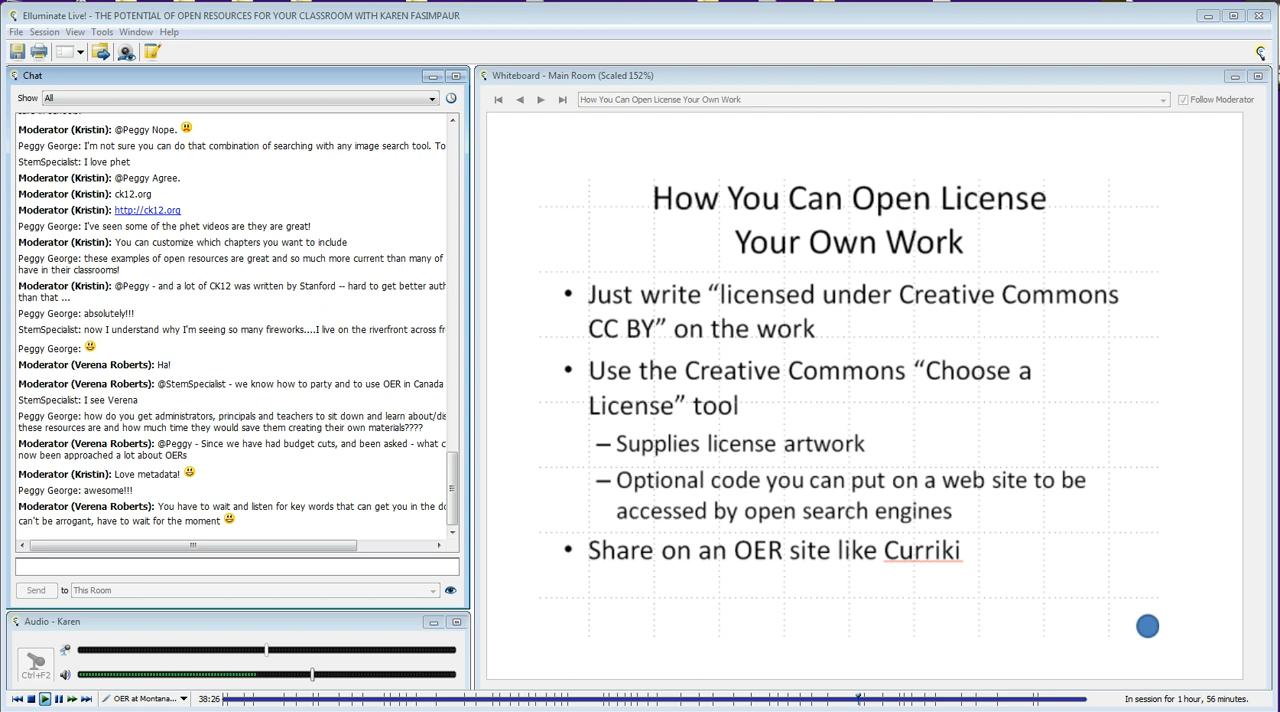 Elluminate Live! - THE POTENTIAL OF OPEN RESOURCES FOR YOUR CLASSROOM WITH KAREN FASIMPAUR
File Session View Tools Window Help
Chat
Show All
Moderator (Kristin): @Peggy Nope.
Peggy George: I'm not sure you can do that combination of searching with any image search tool. To
StemSpecialist: I love phet
Moderator (Kristin): @Peggy Agree.
Moderator (Kristin): ck12.org
Moderator (Kristin): http://ck12.org
Peggy George: I've seen some of the phet videos are they are great!
Moderator (Kristin): You can customize which chapters you want to include
Peggy George: these examples of open resources are great and so much more current than many of
have in their classrooms!
Moderator (Kristin): @Peggy - and a lot of CK12 was written by Stanford -- hard to get better aut
than that ...
Peggy George: absolutely!!!
StemSpecialist: now I understand why I'm seeing so many fireworks....I live on the riverfront across fr
Peggy George:
Moderator (Verena Roberts): Ha!
Moderator (Verena Roberts): @StemSpecialist - we know how to party and to use OER in Canada
StemSpecialist: I see Verena
Peggy George: how do you get administrators, principals and teachers to sit down and learn about/di
these resources are and how much time they would save them creating their own materials????
Moderator (Verena Roberts): @Peggy - Since we have had budget cuts, and been asked - what c
now been approached a lot about OERs
Moderator (Kristin): Love metadata!
Peggy George: awesome!!!
Moderator (Verena Roberts): You have to wait and listen for key words that can get you in the do
can't be arrogant, have to wait for the moment
Send to This Room
Audio - Karen
Ctrl+F2
OER at Montana... 38:26
Whiteboard - Main Room (Scaled 152%)
How You Can Open License Your Own Work
Follow Moderator
How You Can Open License
Your Own Work
• Just write “licensed under Creative Commons
CC BY” on the work
• Use the Creative Commons “Choose a
License” tool
– Supplies license artwork
– Optional code you can put on a web site to be
accessed by open search engines
• Share on an OER site like Curriki
In session for 1 hour, 56 minutes.